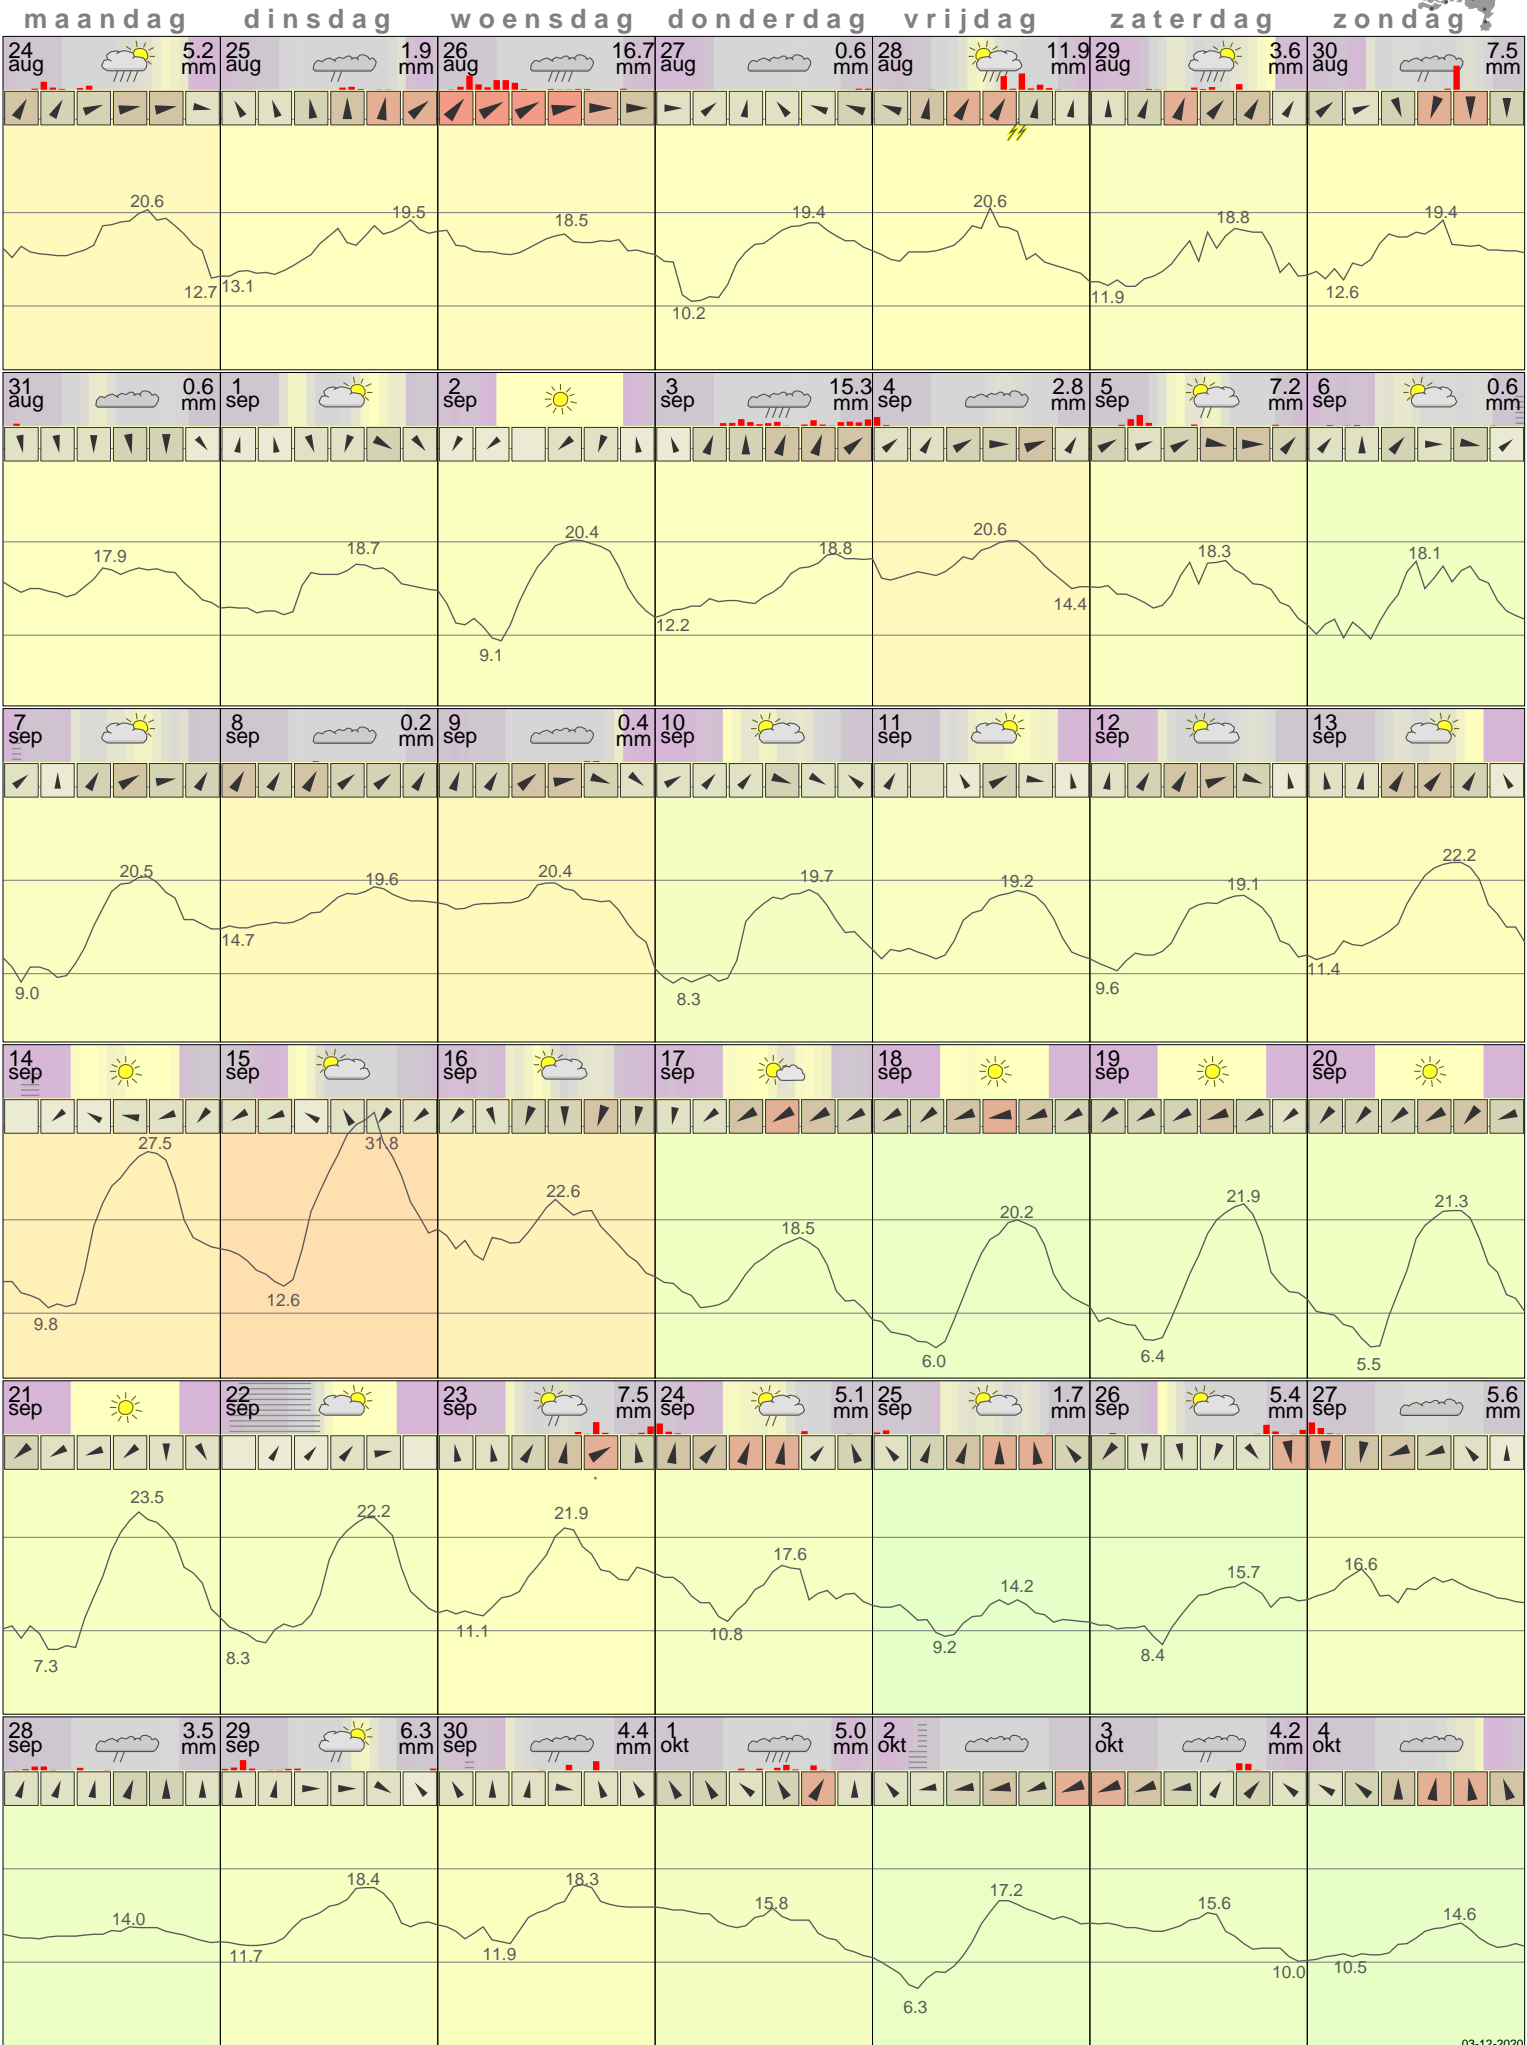 maandag dinsdag woensdag donderdag vrijdag zaterdag zondag
24 aug 5.2 mm 25 aug 1.9 mm 26 aug 16.7 mm 27 aug 0.6 mm 28 aug 11.9 mm 29 aug 3.6 mm 30 aug 7.5 mm
20.6 19.5 18.5 19.4 20.6 18.8 19.4
12.7 13.1 10.2 11.9 12.6
31 aug 0.6 mm 1 sep 2 sep 3 sep 15.3 mm 4 sep 2.8 mm 5 sep 7.2 mm 6 sep 0.6 mm
17.9 18.7 20.4 18.8 20.6 18.3 18.1
9.1 12.2 14.4
7 sep 8 sep 0.2 mm 9 sep 0.4 mm 10 sep 11 sep 12 sep 13 sep
20.5 19.6 20.4 19.7 19.2 19.1 22.2
9.0 14.7 8.3 9.6 11.4
14 sep 15 sep 16 sep 17 sep 18 sep 19 sep 20 sep
27.5 31.8 22.6 18.5 20.2 21.9 21.3
9.8 12.6 6.0 6.4 5.5
21 sep 22 sep 23 sep 7.5 mm 24 sep 5.1 mm 25 sep 1.7 mm 26 sep 5.4 mm 27 sep 5.6 mm
23.5 22.2 21.9 17.6 14.2 15.7 16.6
7.3 8.3 11.1 10.8 9.2 8.4
28 sep 3.5 mm 29 sep 6.3 mm 30 sep 4.4 mm 1 okt 5.0 mm 2 okt 3 okt 4.2 mm 4 okt
14.0 18.4 18.3 15.8 17.2 15.6 14.6
11.7 11.9 6.3 10.0 10.5
03-12-2020